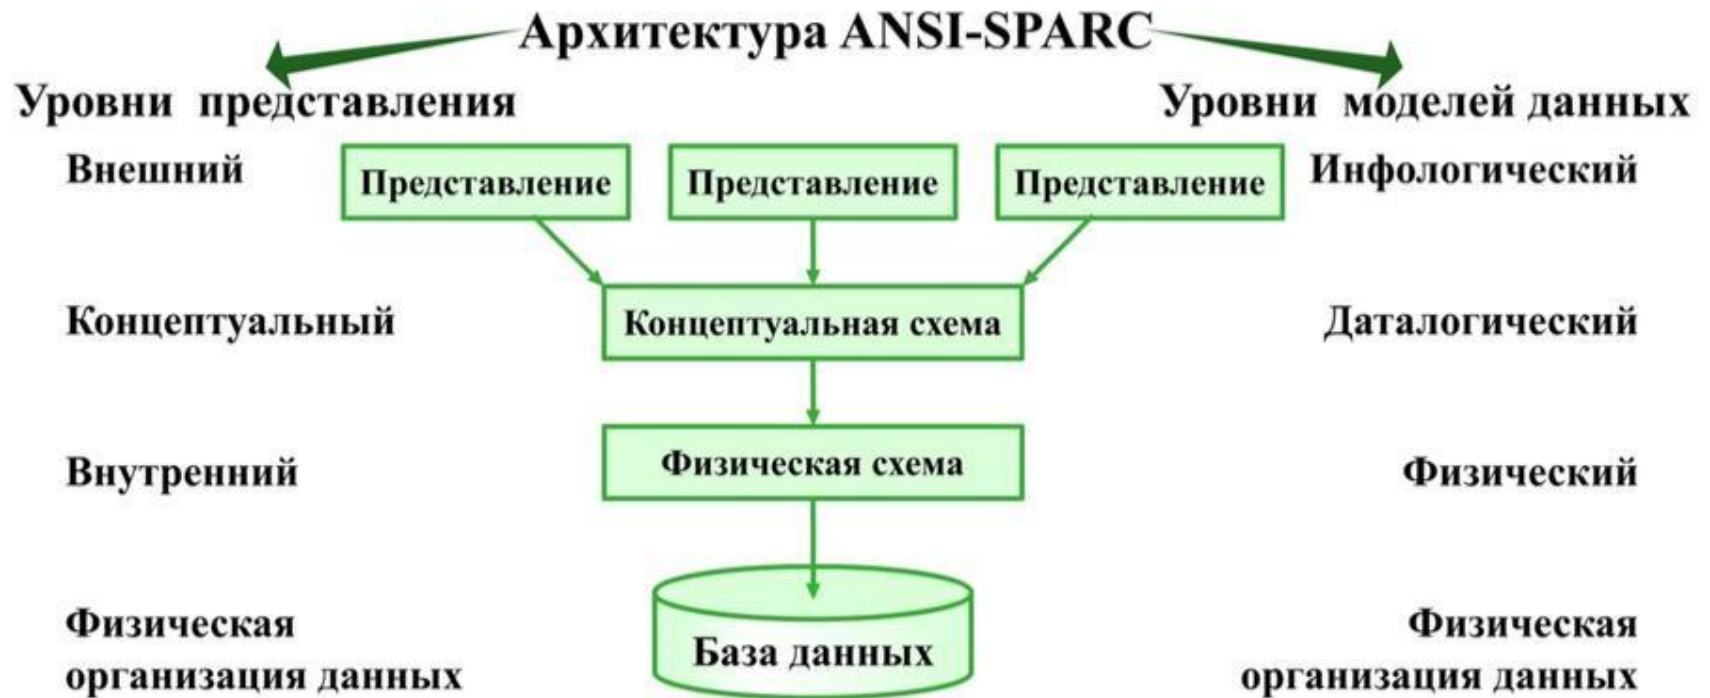 Архитектура ANSI-SPARC
Уровни представления
Уровни моделей данных
Внешний
Представление
Представление
Представление
Инфологический
Концептуальный
Концептуальная схема
Даталогический
Внутренний
Физическая схема
Физический
Физическая
организация данных
База данных
Физическая
организация данных